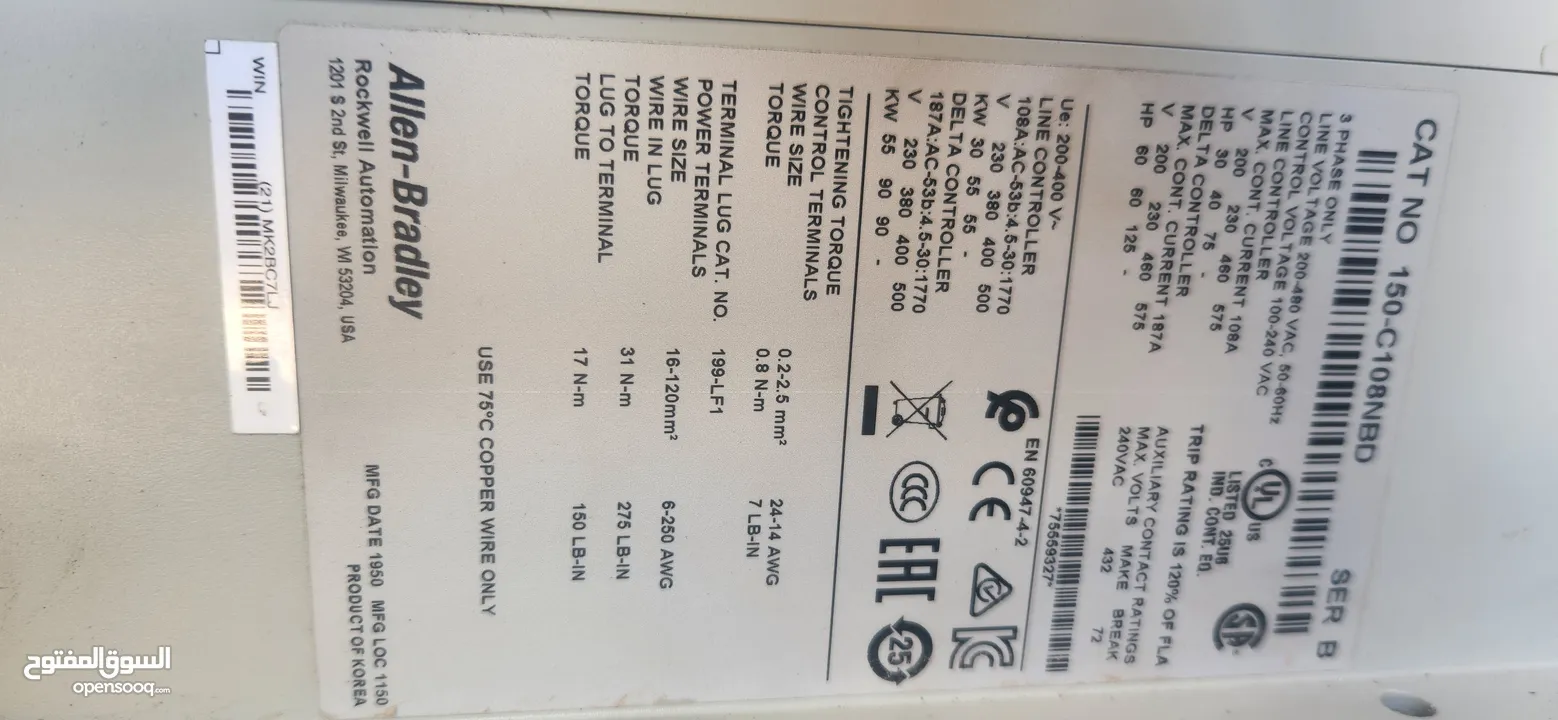 CAT NO 150-C108NBD SER B
3 PHASE ONLY
LINE VOLTAGE 200-480 VAC, 50-60Hz
CONTROL VOLTAGE 100-240 VAC
LINE CONTROLLER
MAX. CONT. CURRENT 108A
V 200 230 460 575
HP 30 40 75 -
DELTA CONTROLLER
MAX. CONT. CURRENT 187A
V 200 230 460 575
HP 60 60 125 -
C UL US
LISTED 25U8
IND. CONT. EQ.
SA
TRIP RATING IS 120% OF FLA
AUXILIARY CONTACT RATINGS
MAX. VOLTS MAKE BREAK
240VAC 432 72
*75559327*
Ue: 200-400 V~
LINE CONTROLLER
108A:AC-53b:4.5-30:1770
V 230 380 400 500
KW 30 55 55 -
DELTA CONTROLLER
187A:AC-53b:4.5-30:1770
V 230 380 400 500
KW 55 90 90 -
EN 60947-4-2
CE
CCC
EAC
25
TIGHTENING TORQUE
CONTROL TERMINALS
WIRE SIZE 0.2-2.5 mm² 24-14 AWG
TORQUE 0.8 N-m 7 LB-IN
TERMINAL LUG CAT. NO. 199-LF1
POWER TERMINALS
WIRE SIZE 16-120mm² 6-250 AWG
WIRE IN LUG
TORQUE 31 N-m 275 LB-IN
LUG TO TERMINAL
TORQUE 17 N-m 150 LB-IN
USE 75°C COPPER WIRE ONLY
Allen-Bradley
Rockwell Automation
1201 S 2nd St, Milwaukee, WI 53204, USA
MFG DATE 1950 MFG LOC 1150
PRODUCT OF KOREA
WIN
(21) MK2BC7LJ
LP
السوق المفتوح
opensooq.com